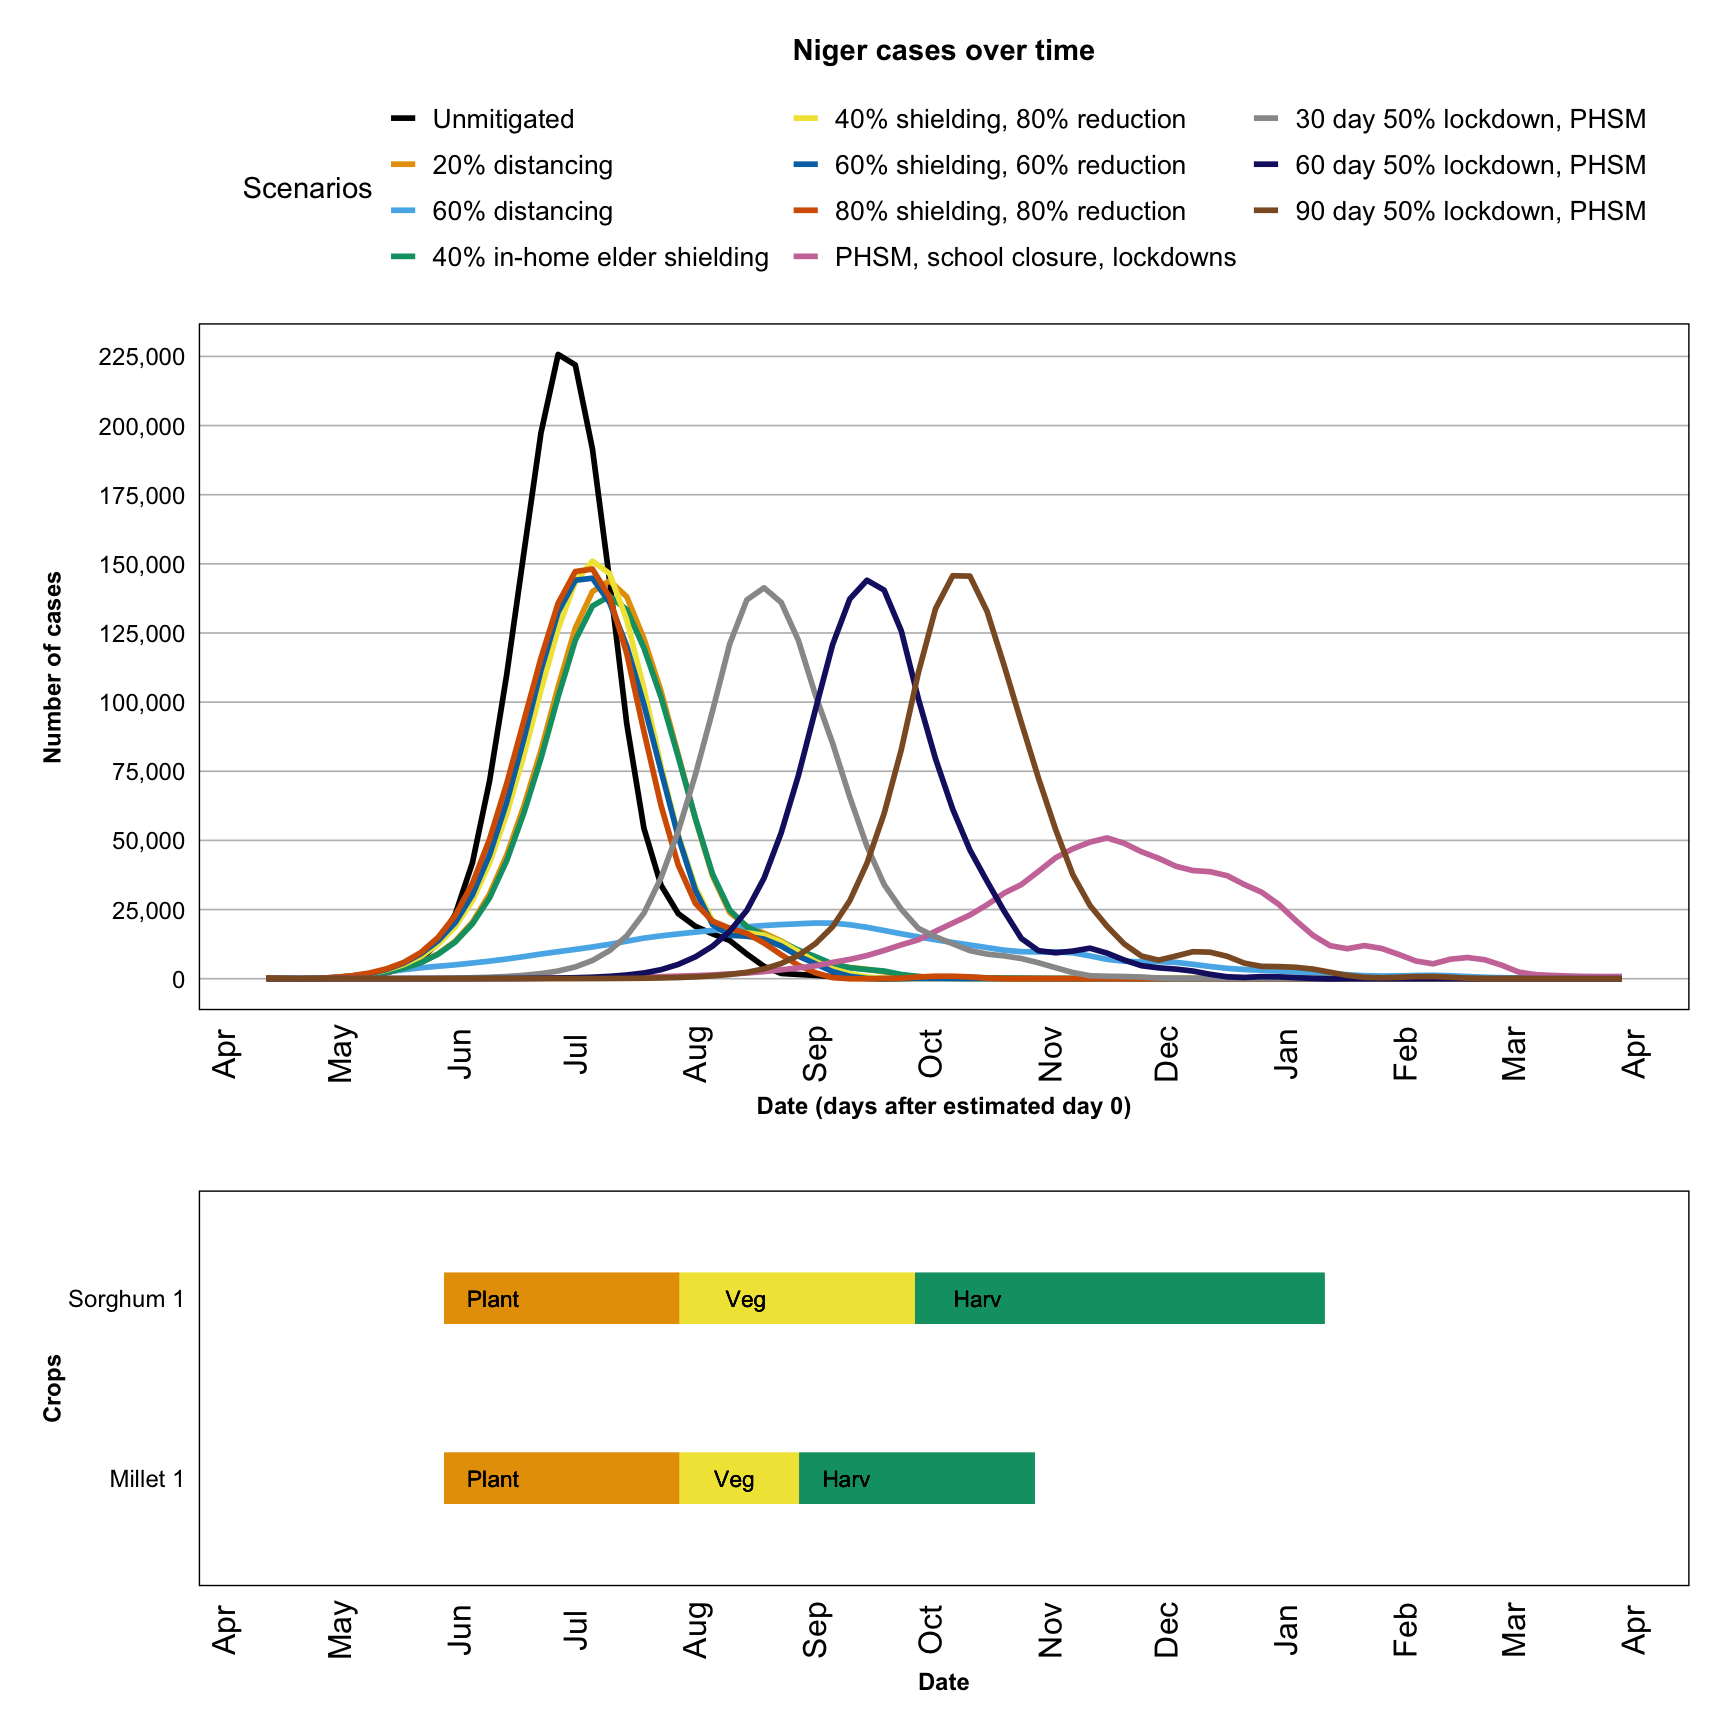 Niger cases over time
Scenarios
Unmitigated
20% distancing
60% distancing
40% in-home elder shielding
40% shielding, 80% reduction
60% shielding, 60% reduction
80% shielding, 80% reduction
PHSM, school closure, lockdowns
30 day 50% lockdown, PHSM
60 day 50% lockdown, PHSM
90 day 50% lockdown, PHSM
Number of cases
225,000
200,000
175,000
150,000
125,000
100,000
75,000
50,000
25,000
0
Apr May Jun Jul Aug Sep Oct Nov Dec Jan Feb Mar Apr
Date (days after estimated day 0)
Crops
Sorghum 1 Plant Veg Harv
Millet 1 Plant Veg Harv
Apr May Jun Jul Aug Sep Oct Nov Dec Jan Feb Mar Apr
Date